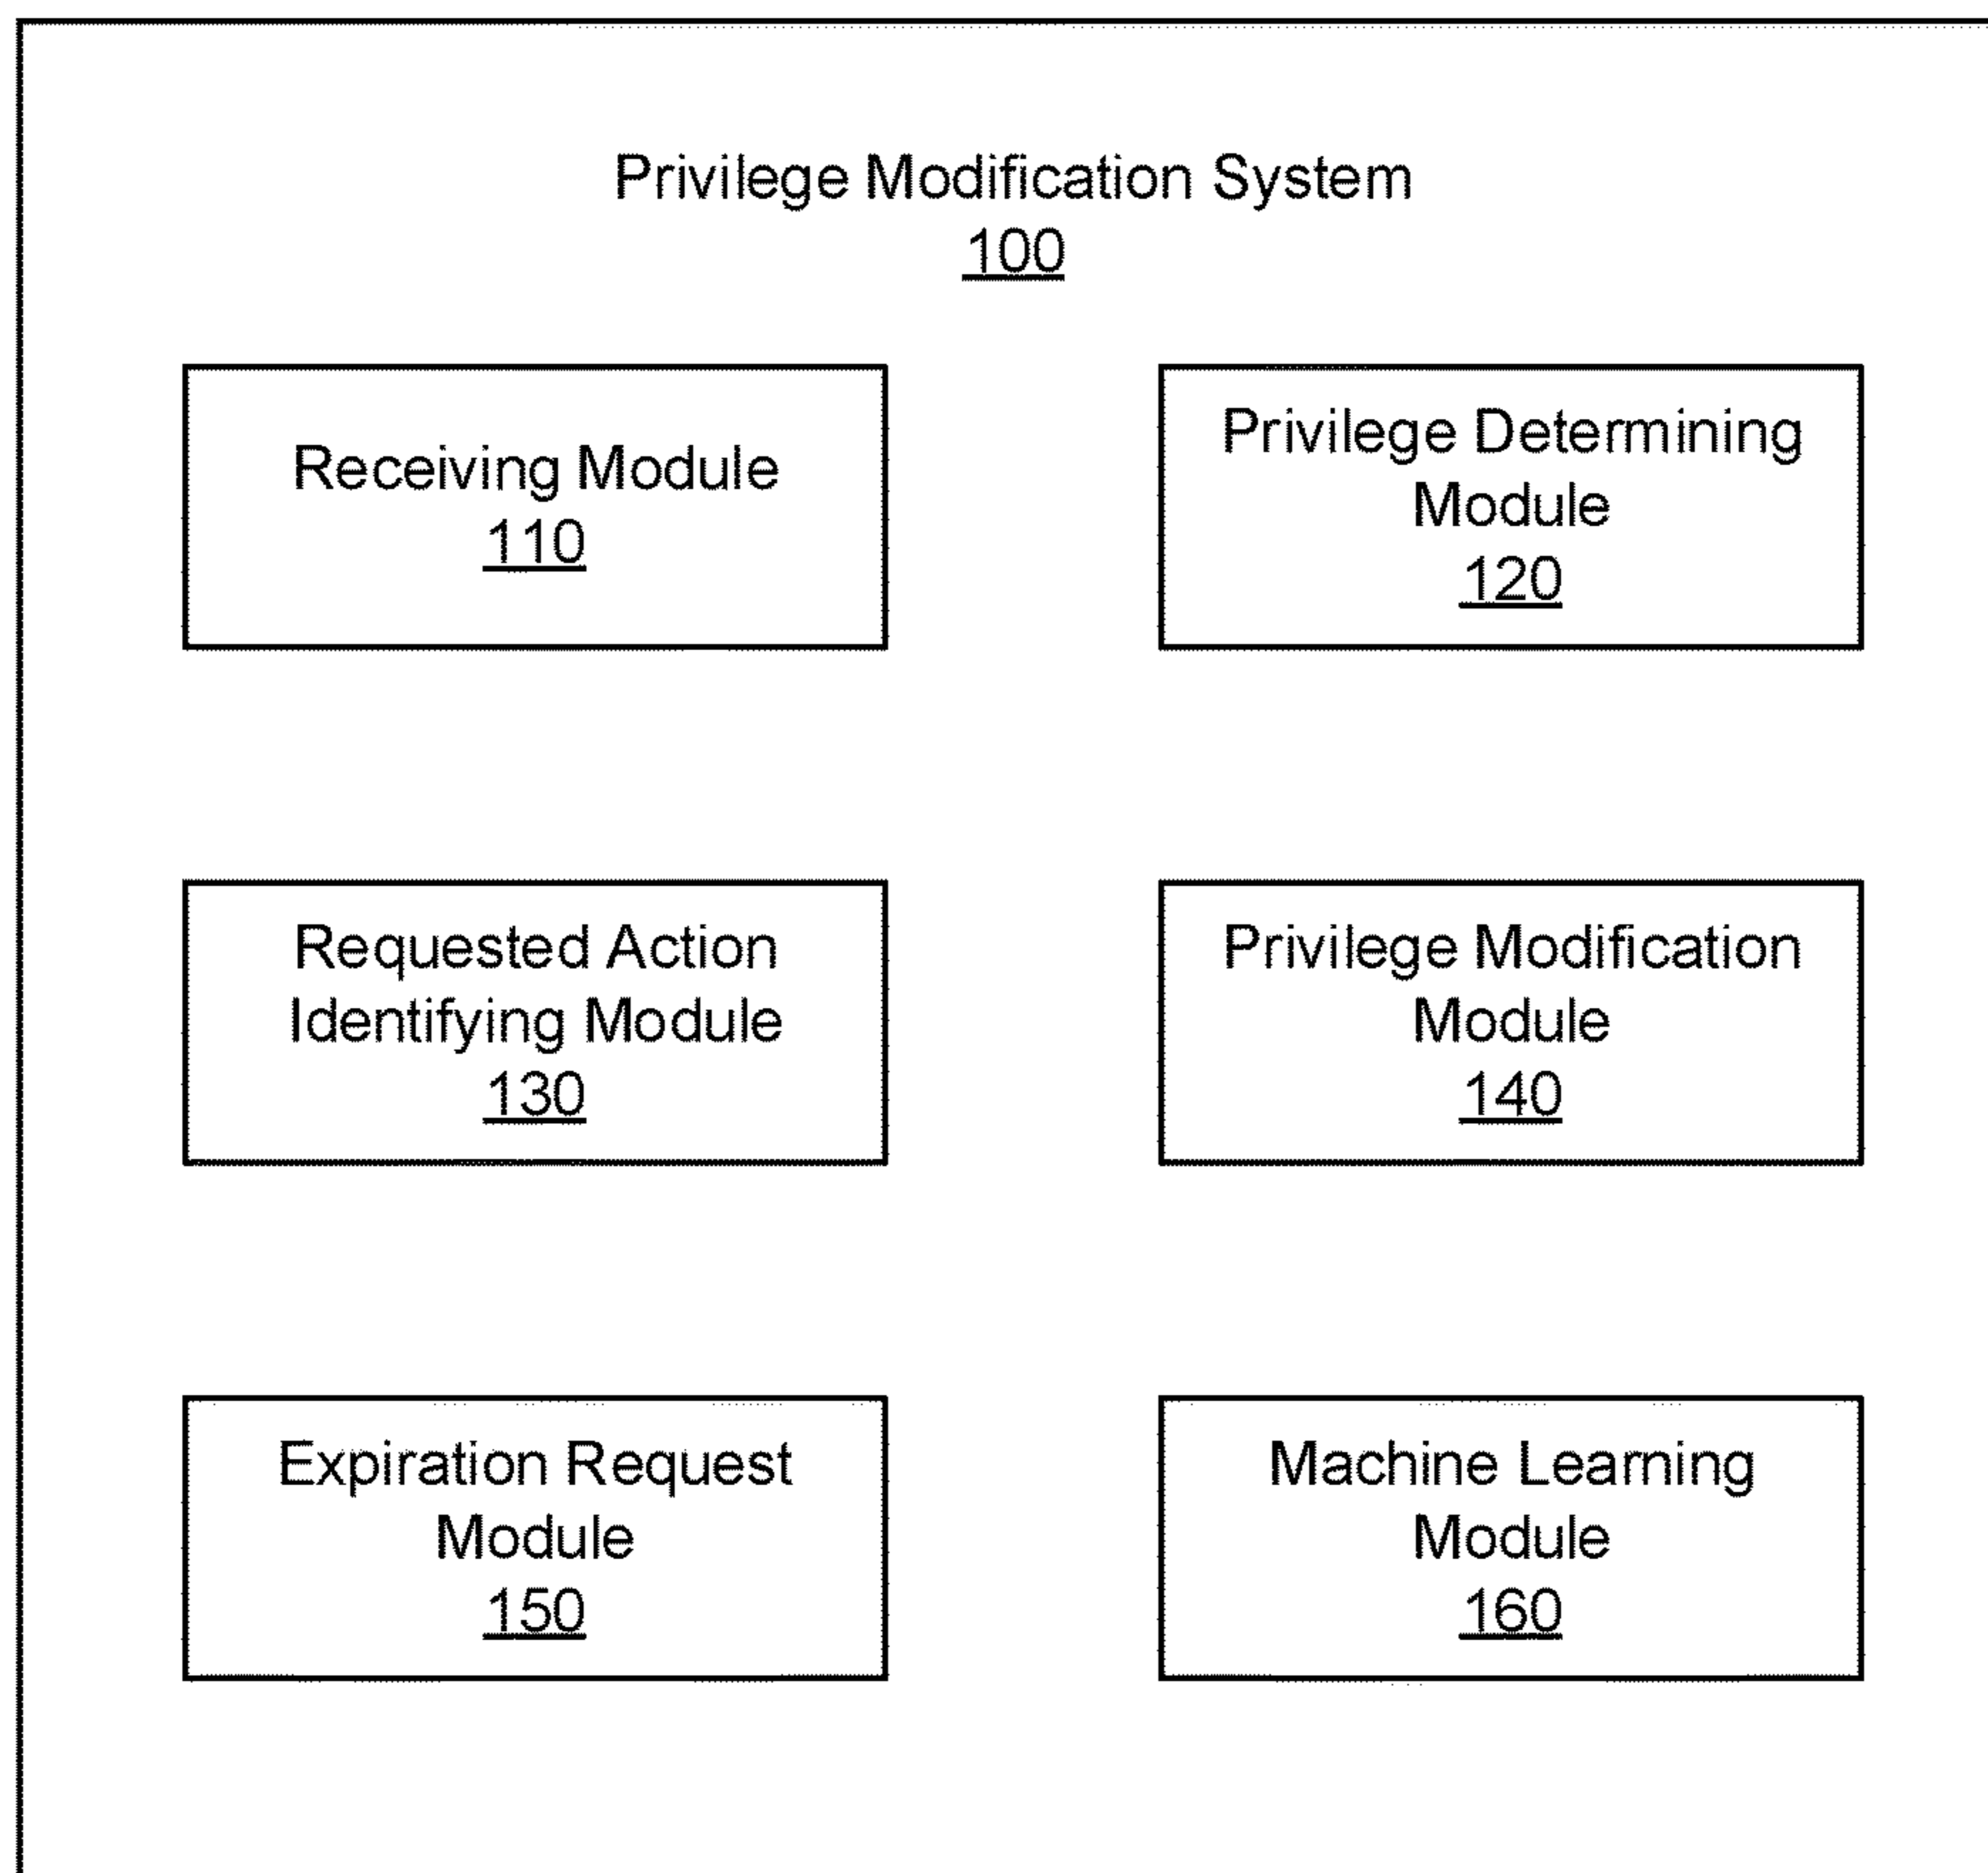 Privilege Modification System
100
Receiving Module
110
Privilege Determining
Module
120
Requested Action
Identifying Module
130
Privilege Modification
Module
140
Expiration Request
Module
150
Machine Learning
Module
160